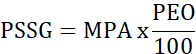 PSSG = MPA x PEO/100